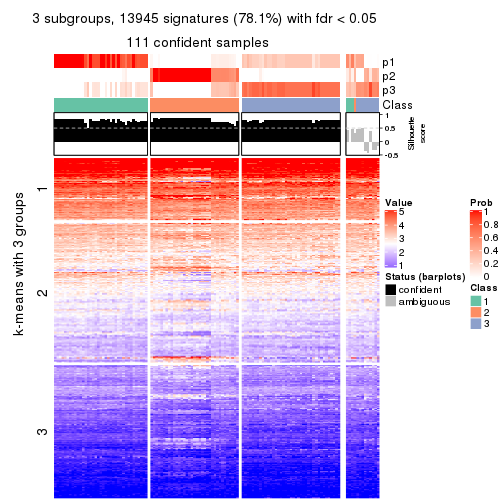 3 subgroups, 13945 signatures (78.1%) with fdr < 0.05
111 confident samples
p1
p2
p3
Class
1
0.5
0
-0.5
Silhouette
score
k-means with 3 groups
1
2
3
Value
5
4
3
2
1
Status (barplots)
confident
ambiguous
Prob
1
0.8
0.6
0.4
0.2
0
Class
1
2
3